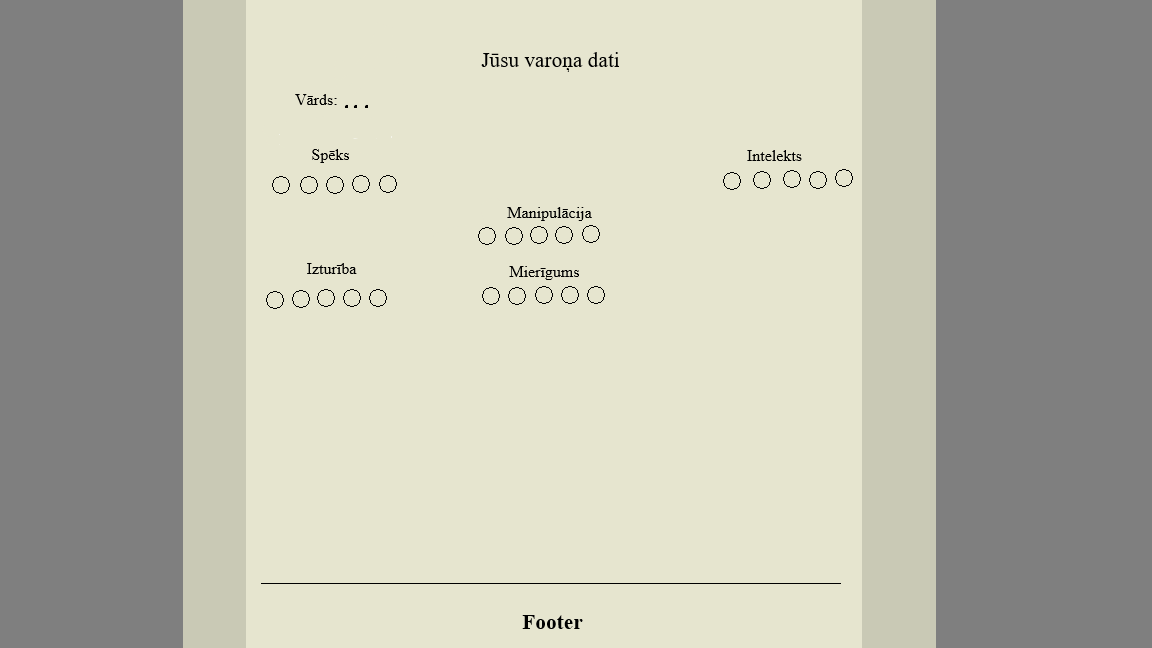 Jūsu varoņa dati
Vārds: ...
Spēks
Intelekts
Manipulācija
Izturība
Mierīgums
Footer